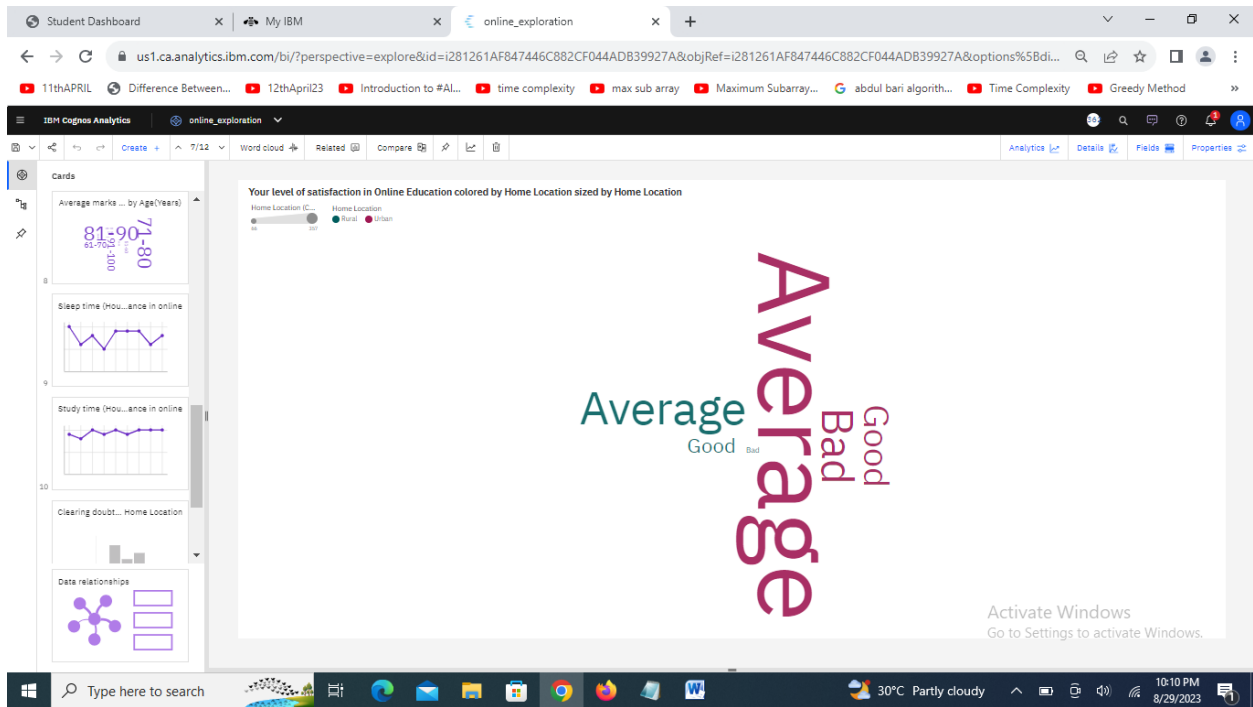 Student Dashboard
My IBM
online_exploration
us1.ca.analytics.ibm.com/bi/?perspective=explore&id=i281261AF847446C882CF044ADB39927A&objRef=i281261AF847446C882CF044ADB39927A&options%5Bdi...
11thAPRIL
Difference Between...
12thApril23
Introduction to #AI...
time complexity
max sub array
Maximum Subarray...
abdul bari algorith...
Time Complexity
Greedy Method
IBM Cognos Analytics
online_exploration
Create +
7/12
Word cloud
Related
Compare
Analytics
Details
Fields
Properties
Cards
Average marks ... by Age(Years)
81-90
71-80
61-70
91-100
8
Sleep time (Hou...ance in online
9
Study time (Hou...ance in online
10
Clearing doubt... Home Location
Data relationships
Your level of satisfaction in Online Education colored by Home Location sized by Home Location
Home Location (C...
Home Location
Rural
Urban
Average
Good
Bad
Average
Bad
Good
Activate Windows
Go to Settings to activate Windows.
Type here to search
30°C Partly cloudy
10:10 PM
8/29/2023